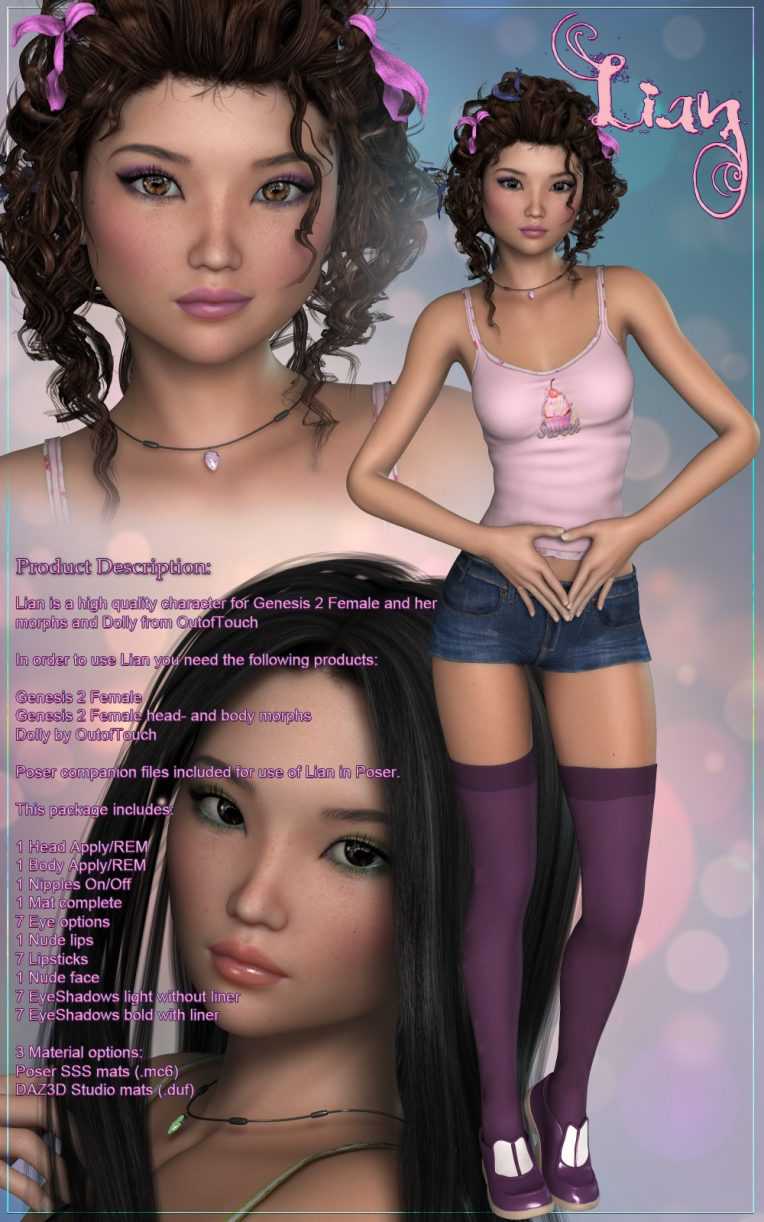 Lian
Sweet
Product Description:
Lian is a high quality character for Genesis 2 Female and her
morphs and Dolly from OutofTouch
In order to use Lian you need the following products:
Genesis 2 Female
Genesis 2 Female head- and body morphs
Dolly by OutofTouch
Poser companion files included for use of Lian in Poser.
This package includes:
1 Head Apply/REM
1 Body Apply/REM
1 Nipples On/Off
1 Mat complete
7 Eye options
1 Nude lips
7 Lipsticks
1 Nude face
7 EyeShadows light without liner
7 EyeShadows bold with liner
3 Material options:
Poser SSS mats (.mc6)
DAZ3D Studio mats (.duf)